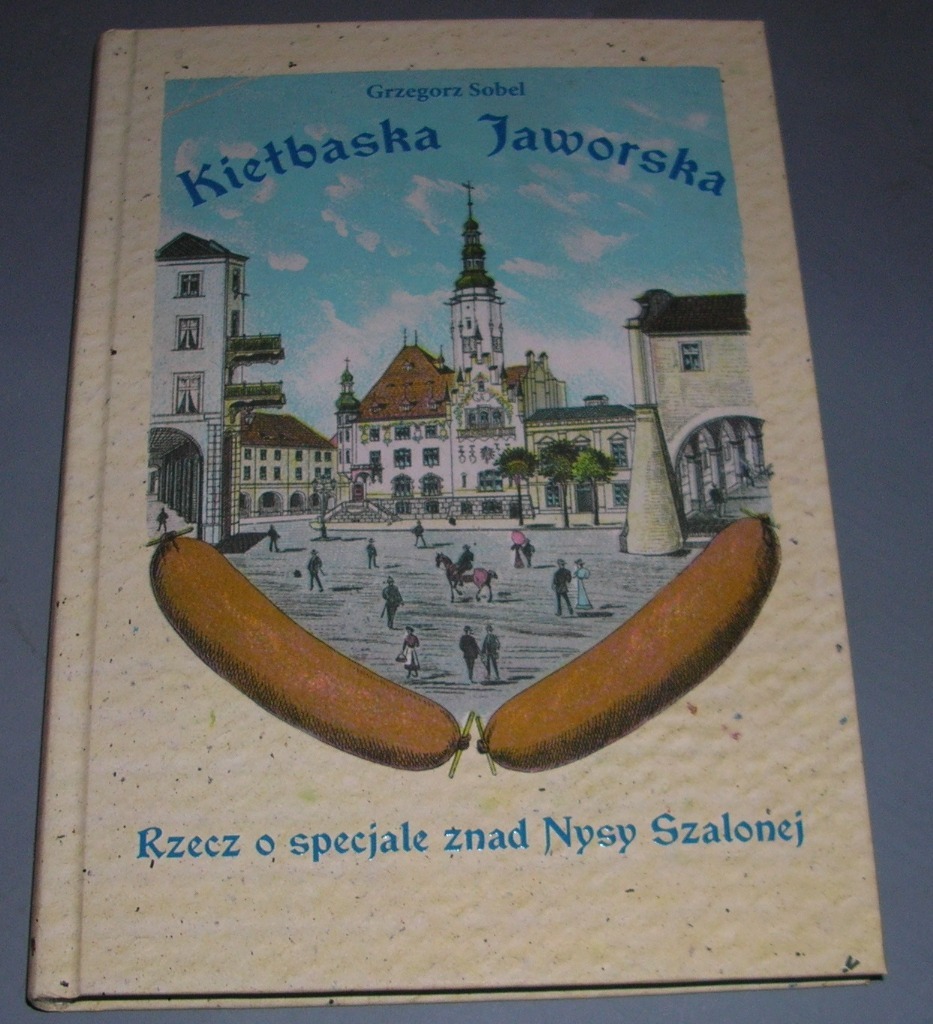 Grzegorz Sobel
Kiełbaska Jaworska
Rzecz o specjale znad Nysy Szalonej